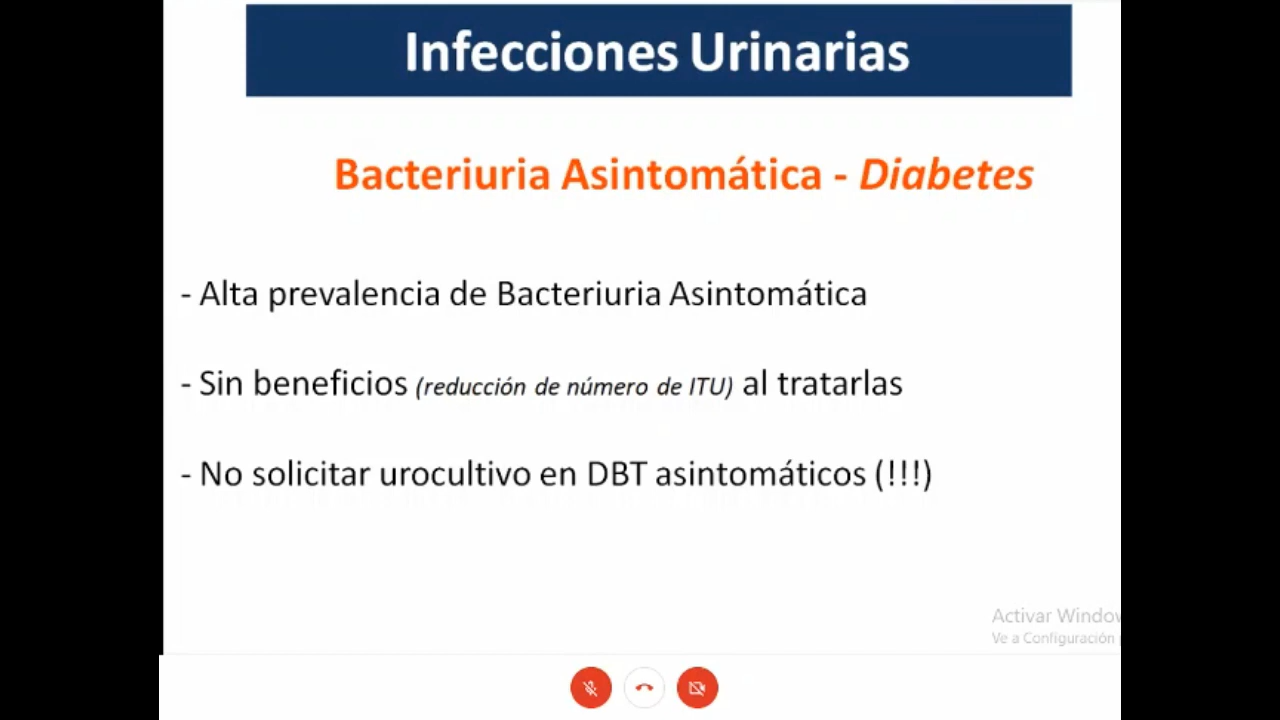 Infecciones Urinarias
Bacteriuria Asintomática - Diabetes
- Alta prevalencia de Bacteriuria Asintomática
- Sin beneficios (reducción de número de ITU) al tratarlas
- No solicitar urocultivo en DBT asintomáticos (!!!)
Activar Window
Ve a Configuración